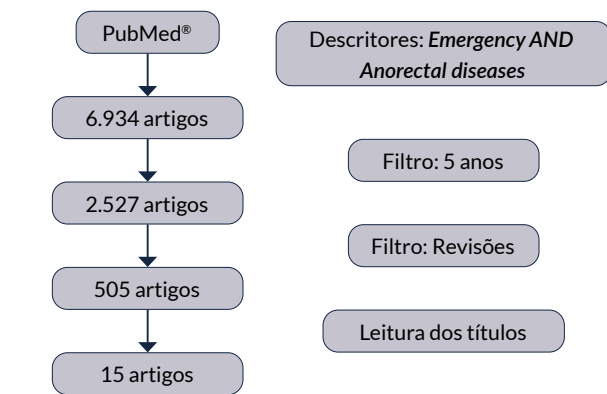 PubMed®
Descritores: Emergency AND
Anorectal diseases
6.934 artigos
Filtro: 5 anos
2.527 artigos
Filtro: Revisões
505 artigos
Leitura dos títulos
15 artigos